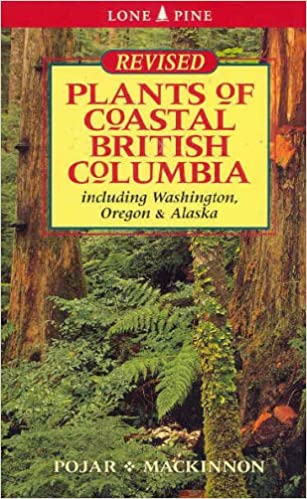 LONE PINE
REVISED
PLANTS OF
COASTAL
BRITISH
COLUMBIA
including Washington,
Oregon & Alaska
POJAR ❖ MACKINNON